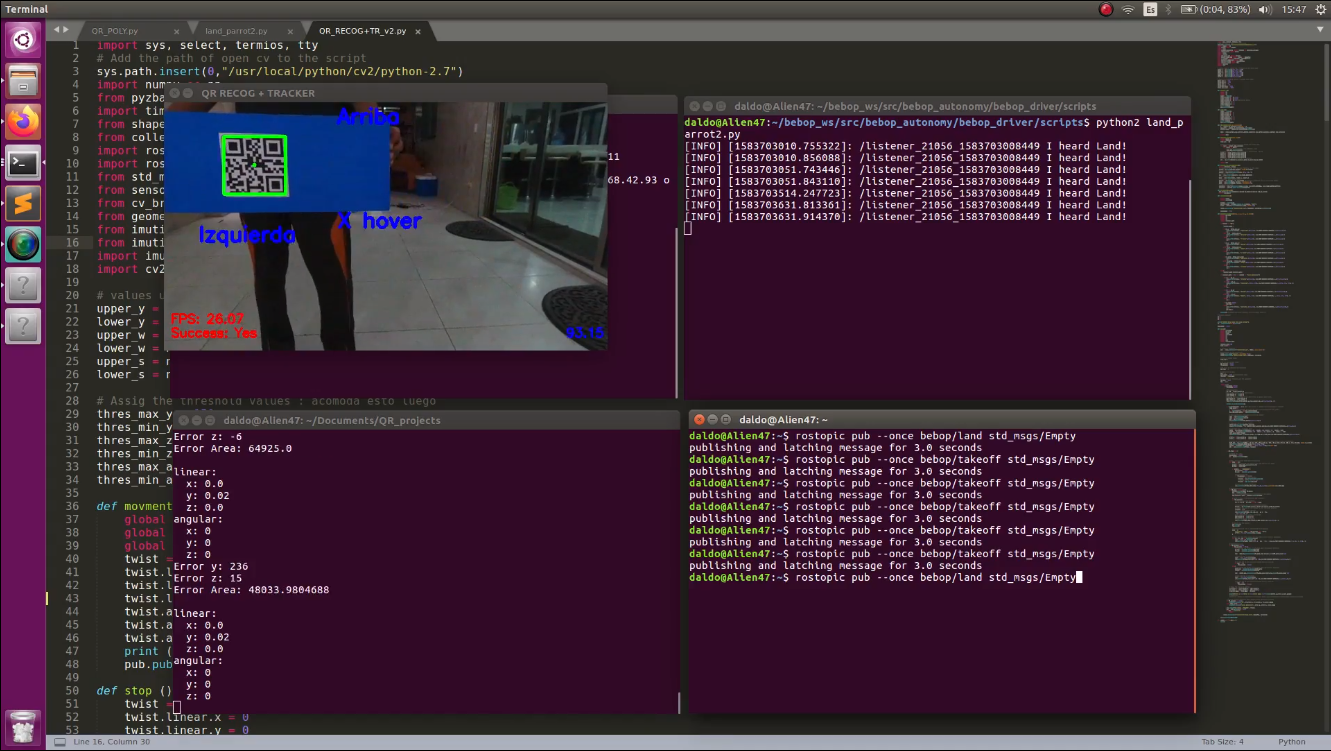 Terminal
Es
(0:04, 83%)
15:47
QR_POLY.py
land_parrot2.py
QR_RECOG+TR_v2.py
1 import sys, select, termios, tty
2 # Add the path of open cv to the script
3 sys.path.insert(0,"/usr/local/python/cv2/python-2.7")
4 import
5 from pyzba
6 import
7 from shape
8 from colle
9 import ros
10 import ros
11 from std_m
12 from senso
13 from cv_br
14 from geome
15 from imuti
16 from imuti
17 import imu
18 import cv2
19
20 # values u
21 upper_y =
22 lower_y =
23 upper_w =
24 lower_w =
25 upper_s = n
26 lower_s = n
27
28 # Assig the threshold values : acomoda esto luego
29 thres_max_y
30 thres_min_y
31 thres_max_z
32 thres_min_z
33 thres_max_a
34 thres_min_a
35
36 def movment
37 global
38 global
39 global
40 twist =
41 twist.l
42 twist.l
43 twist.l
44 twist.a
45 twist.a
46 twist.a
47 print (
48 pub.pub
49
50 def stop ()
51 twist =
52 twist.linear.x = 0
53 twist.linear.y = 0
QR RECOG + TRACKER
Arriba
X hover
Izquierda
FPS: 26.02
Success: Yes
93.15
11
68.42.93 o
daldo@Alien47: ~/bebop_ws/src/bebop_autonomy/bebop_driver/scripts
daldo@Alien47:~/bebop_ws/src/bebop_autonomy/bebop_driver/scripts$ python2 land_p
arrot2.py
[INFO] [1583703010.755322]: /listener_21056_1583703008449 I heard Land!
[INFO] [1583703010.856088]: /listener_21056_1583703008449 I heard Land!
[INFO] [1583703051.743446]: /listener_21056_1583703008449 I heard Land!
[INFO] [1583703051.843110]: /listener_21056_1583703008449 I heard Land!
[INFO] [1583703514.247723]: /listener_21056_1583703008449 I heard Land!
[INFO] [1583703631.813361]: /listener_21056_1583703008449 I heard Land!
[INFO] [1583703631.914370]: /listener_21056_1583703008449 I heard Land!
daldo@Alien47: ~/Documents/QR_projects
Error z: -6
Error Area: 64925.0
linear:
x: 0.0
y: 0.02
z: 0.0
angular:
x: 0
y: 0
z: 0
Error y: 236
Error z: 15
Error Area: 48033.9804688
linear:
x: 0.0
y: 0.02
z: 0.0
angular:
x: 0
y: 0
z: 0
daldo@Alien47: ~
daldo@Alien47:~$ rostopic pub --once bebop/land std_msgs/Empty
publishing and latching message for 3.0 seconds
daldo@Alien47:~$ rostopic pub --once bebop/takeoff std_msgs/Empty
publishing and latching message for 3.0 seconds
daldo@Alien47:~$ rostopic pub --once bebop/takeoff std_msgs/Empty
publishing and latching message for 3.0 seconds
daldo@Alien47:~$ rostopic pub --once bebop/takeoff std_msgs/Empty
publishing and latching message for 3.0 seconds
daldo@Alien47:~$ rostopic pub --once bebop/takeoff std_msgs/Empty
publishing and latching message for 3.0 seconds
daldo@Alien47:~$ rostopic pub --once bebop/takeoff std_msgs/Empty
publishing and latching message for 3.0 seconds
daldo@Alien47:~$ rostopic pub --once bebop/land std_msgs/Empty
Line 16, Column 30
Tab Size: 4
Python